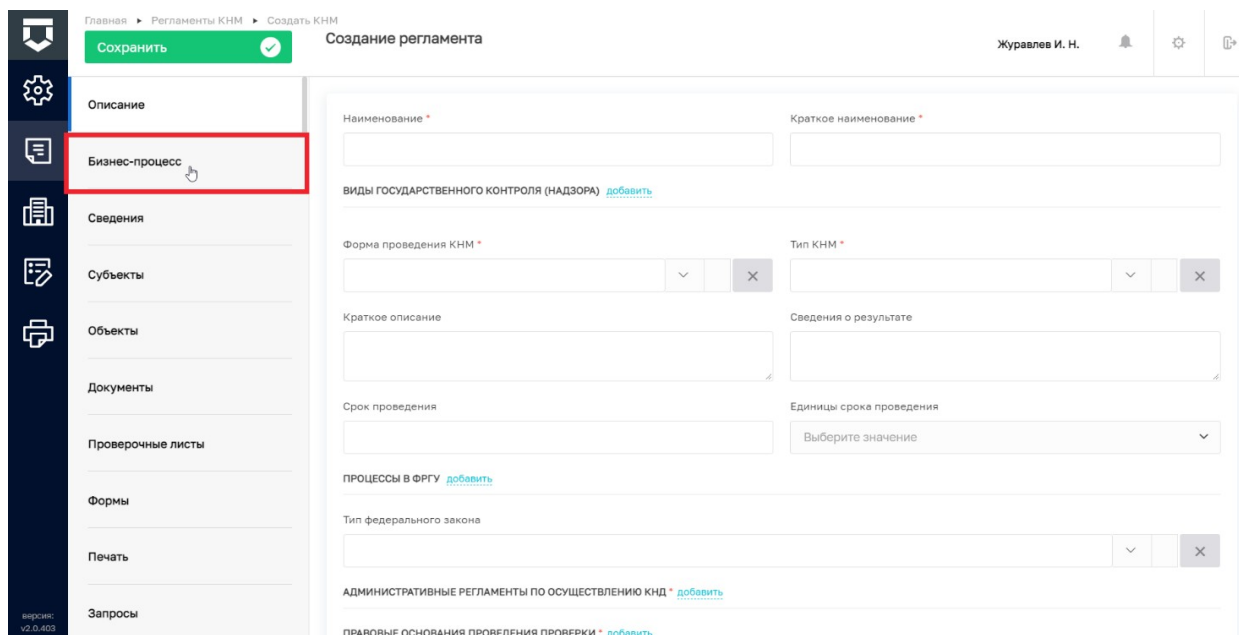 Главная ▸ Регламенты КНМ ▸ Создать КНМ
Сохранить
Создание регламента
Журавлев И. Н.
Описание
Бизнес-процесс
Сведения
Субъекты
Объекты
Документы
Проверочные листы
Формы
Печать
Запросы
версия:
v2.0.403
Наименование * Краткое наименование *
ВИДЫ ГОСУДАРСТВЕННОГО КОНТРОЛЯ (НАДЗОРА) добавить
Форма проведения КНМ * Тип КНМ *
Краткое описание Сведения о результате
Срок проведения Единицы срока проведения
Выберите значение
ПРОЦЕССЫ В ФРГУ добавить
Тип федерального закона
АДМИНИСТРАТИВНЫЕ РЕГЛАМЕНТЫ ПО ОСУЩЕСТВЛЕНИЮ КНД * добавить
ПРАВОВЫЕ ОСНОВАНИЯ ПРОВЕДЕНИЯ ПРОВЕРКИ * добавить